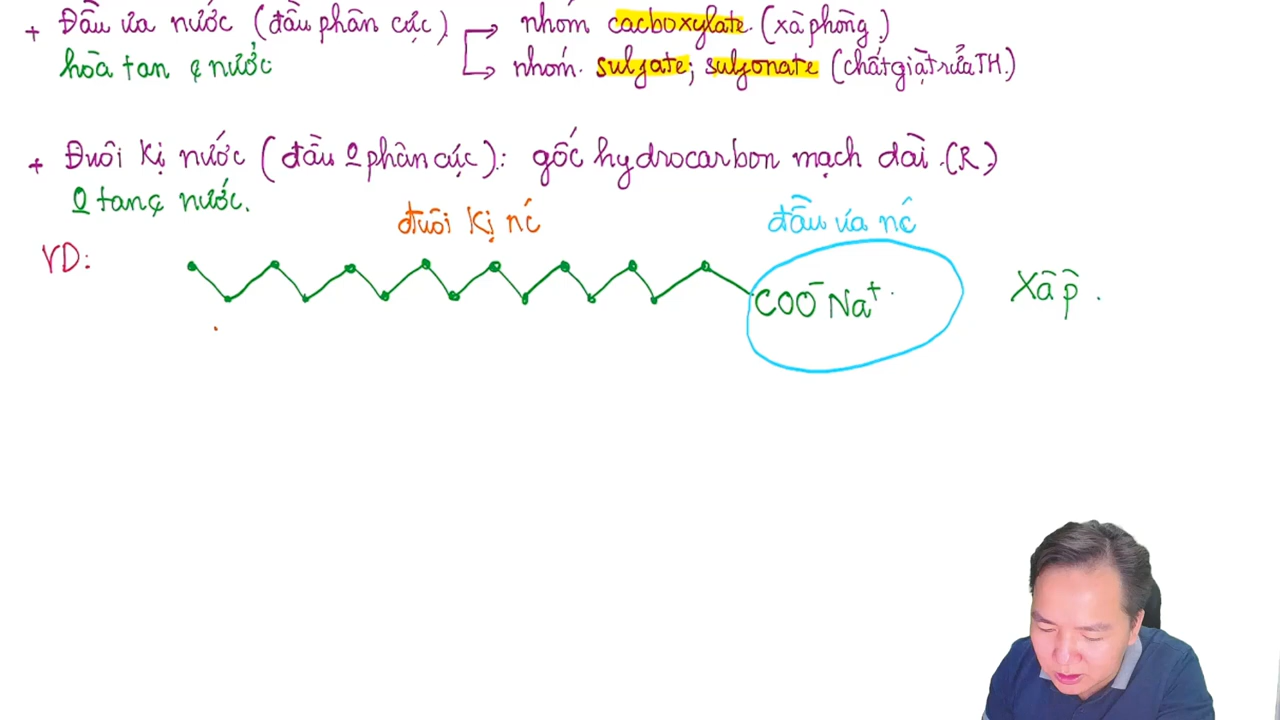 + Đầu ưa nước (đầu phân cực) → nhóm cacboxylate. (xà phòng)
hòa tan nước → nhóm. sulfate; sulfonate (chất giặt rửa TH.)
+ Đuôi kị nước (đầu phân cực): gốc hydrocarbon mạch dài. (R)
tan nước.
đuôi kị nc
đầu ưa nc
VD:
COO⁻Na⁺
Xà p.